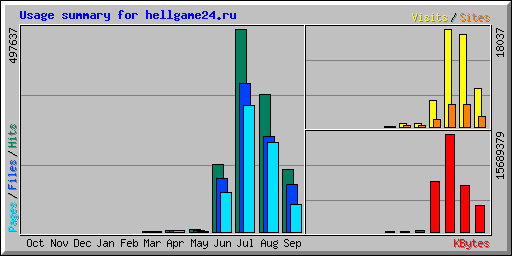 Usage summary for hellgame24.ru
Visits/Sites
497637
18037
Pages/Files/Hits
15689379
Oct Nov Dec Jan Feb Mar Apr May Jun Jul Aug Sep
KBytes